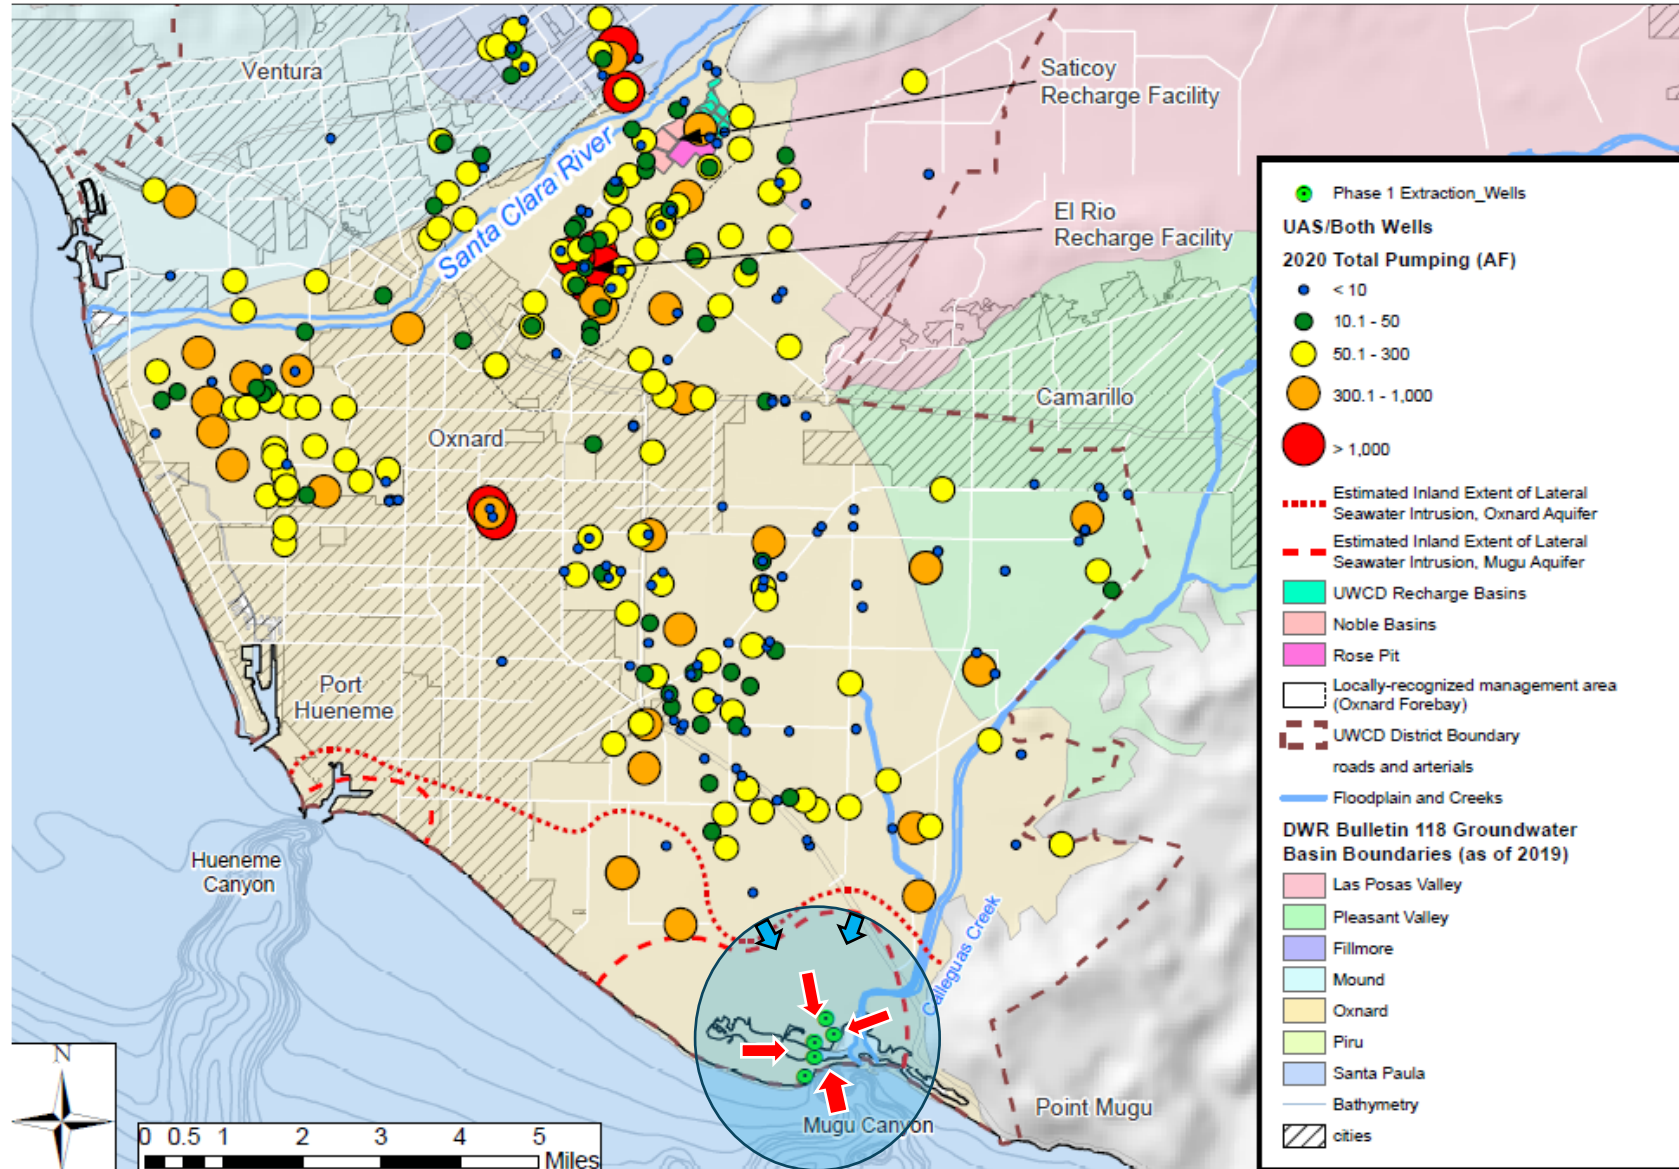 Ventura
Saticoy
Recharge Facility
Santa Clara River
El Rio
Recharge Facility
Camarillo
Oxnard
Port
Hueneme
Hueneme
Canyon
Calleguas Creek
Mugu Canyon
Point Mugu
N
0 0.5 1 2 3 4 5
Miles
Phase 1 Extraction_Wells
UAS/Both Wells
2020 Total Pumping (AF)
< 10
10.1 - 50
50.1 - 300
300.1 - 1,000
> 1,000
Estimated Inland Extent of Lateral
Seawater Intrusion, Oxnard Aquifer
Estimated Inland Extent of Lateral
Seawater Intrusion, Mugu Aquifer
UWCD Recharge Basins
Noble Basins
Rose Pit
Locally-recognized management area
(Oxnard Forebay)
UWCD District Boundary
roads and arterials
Floodplain and Creeks
DWR Bulletin 118 Groundwater
Basin Boundaries (as of 2019)
Las Posas Valley
Pleasant Valley
Fillmore
Mound
Oxnard
Piru
Santa Paula
Bathymetry
cities